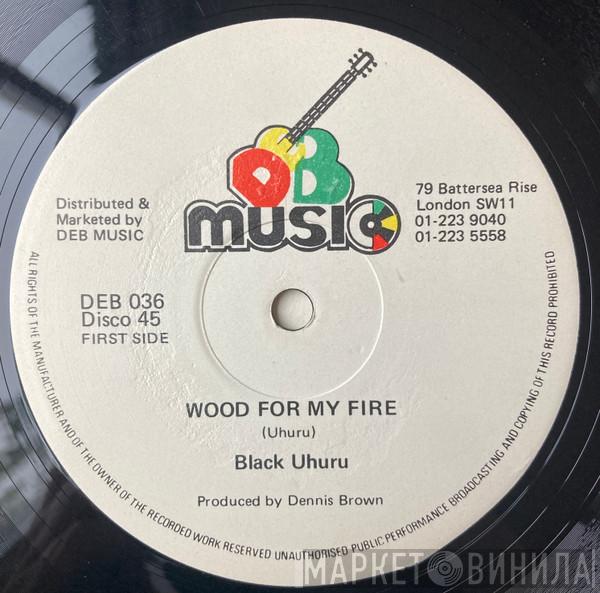 DEB
MUSIC
Distributed &
Marketed by
DEB MUSIC
79 Battersea Rise
London SW11
01-223 9040
01-223 5558
DEB 036
Disco 45
FIRST SIDE
WOOD FOR MY FIRE
(Uhuru)
Black Uhuru
Produced by Dennis Brown
ALL RIGHTS OF THE MANUFACTURER AND OF THE OWNER OF THE RECORDED WORK RESERVED UNAUTHORISED PUBLIC PERFORMANCE BROADCASTING AND COPYING OF THIS RECORD PROHIBITED
МАРКЕТ ВИНИЛА